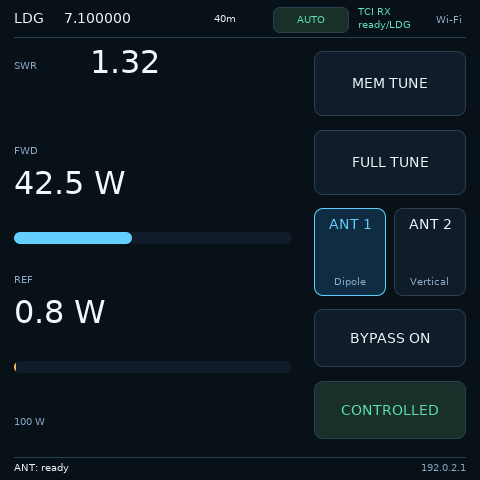 LDG 7.100000 40m AUTO TCI RX ready/LDG Wi-Fi
SWR 1.32
MEM TUNE
FWD
42.5 W
FULL TUNE
ANT 1 ANT 2
Dipole Vertical
REF
0.8 W
BYPASS ON
CONTROLLED
100 W
ANT: ready 192.0.2.1